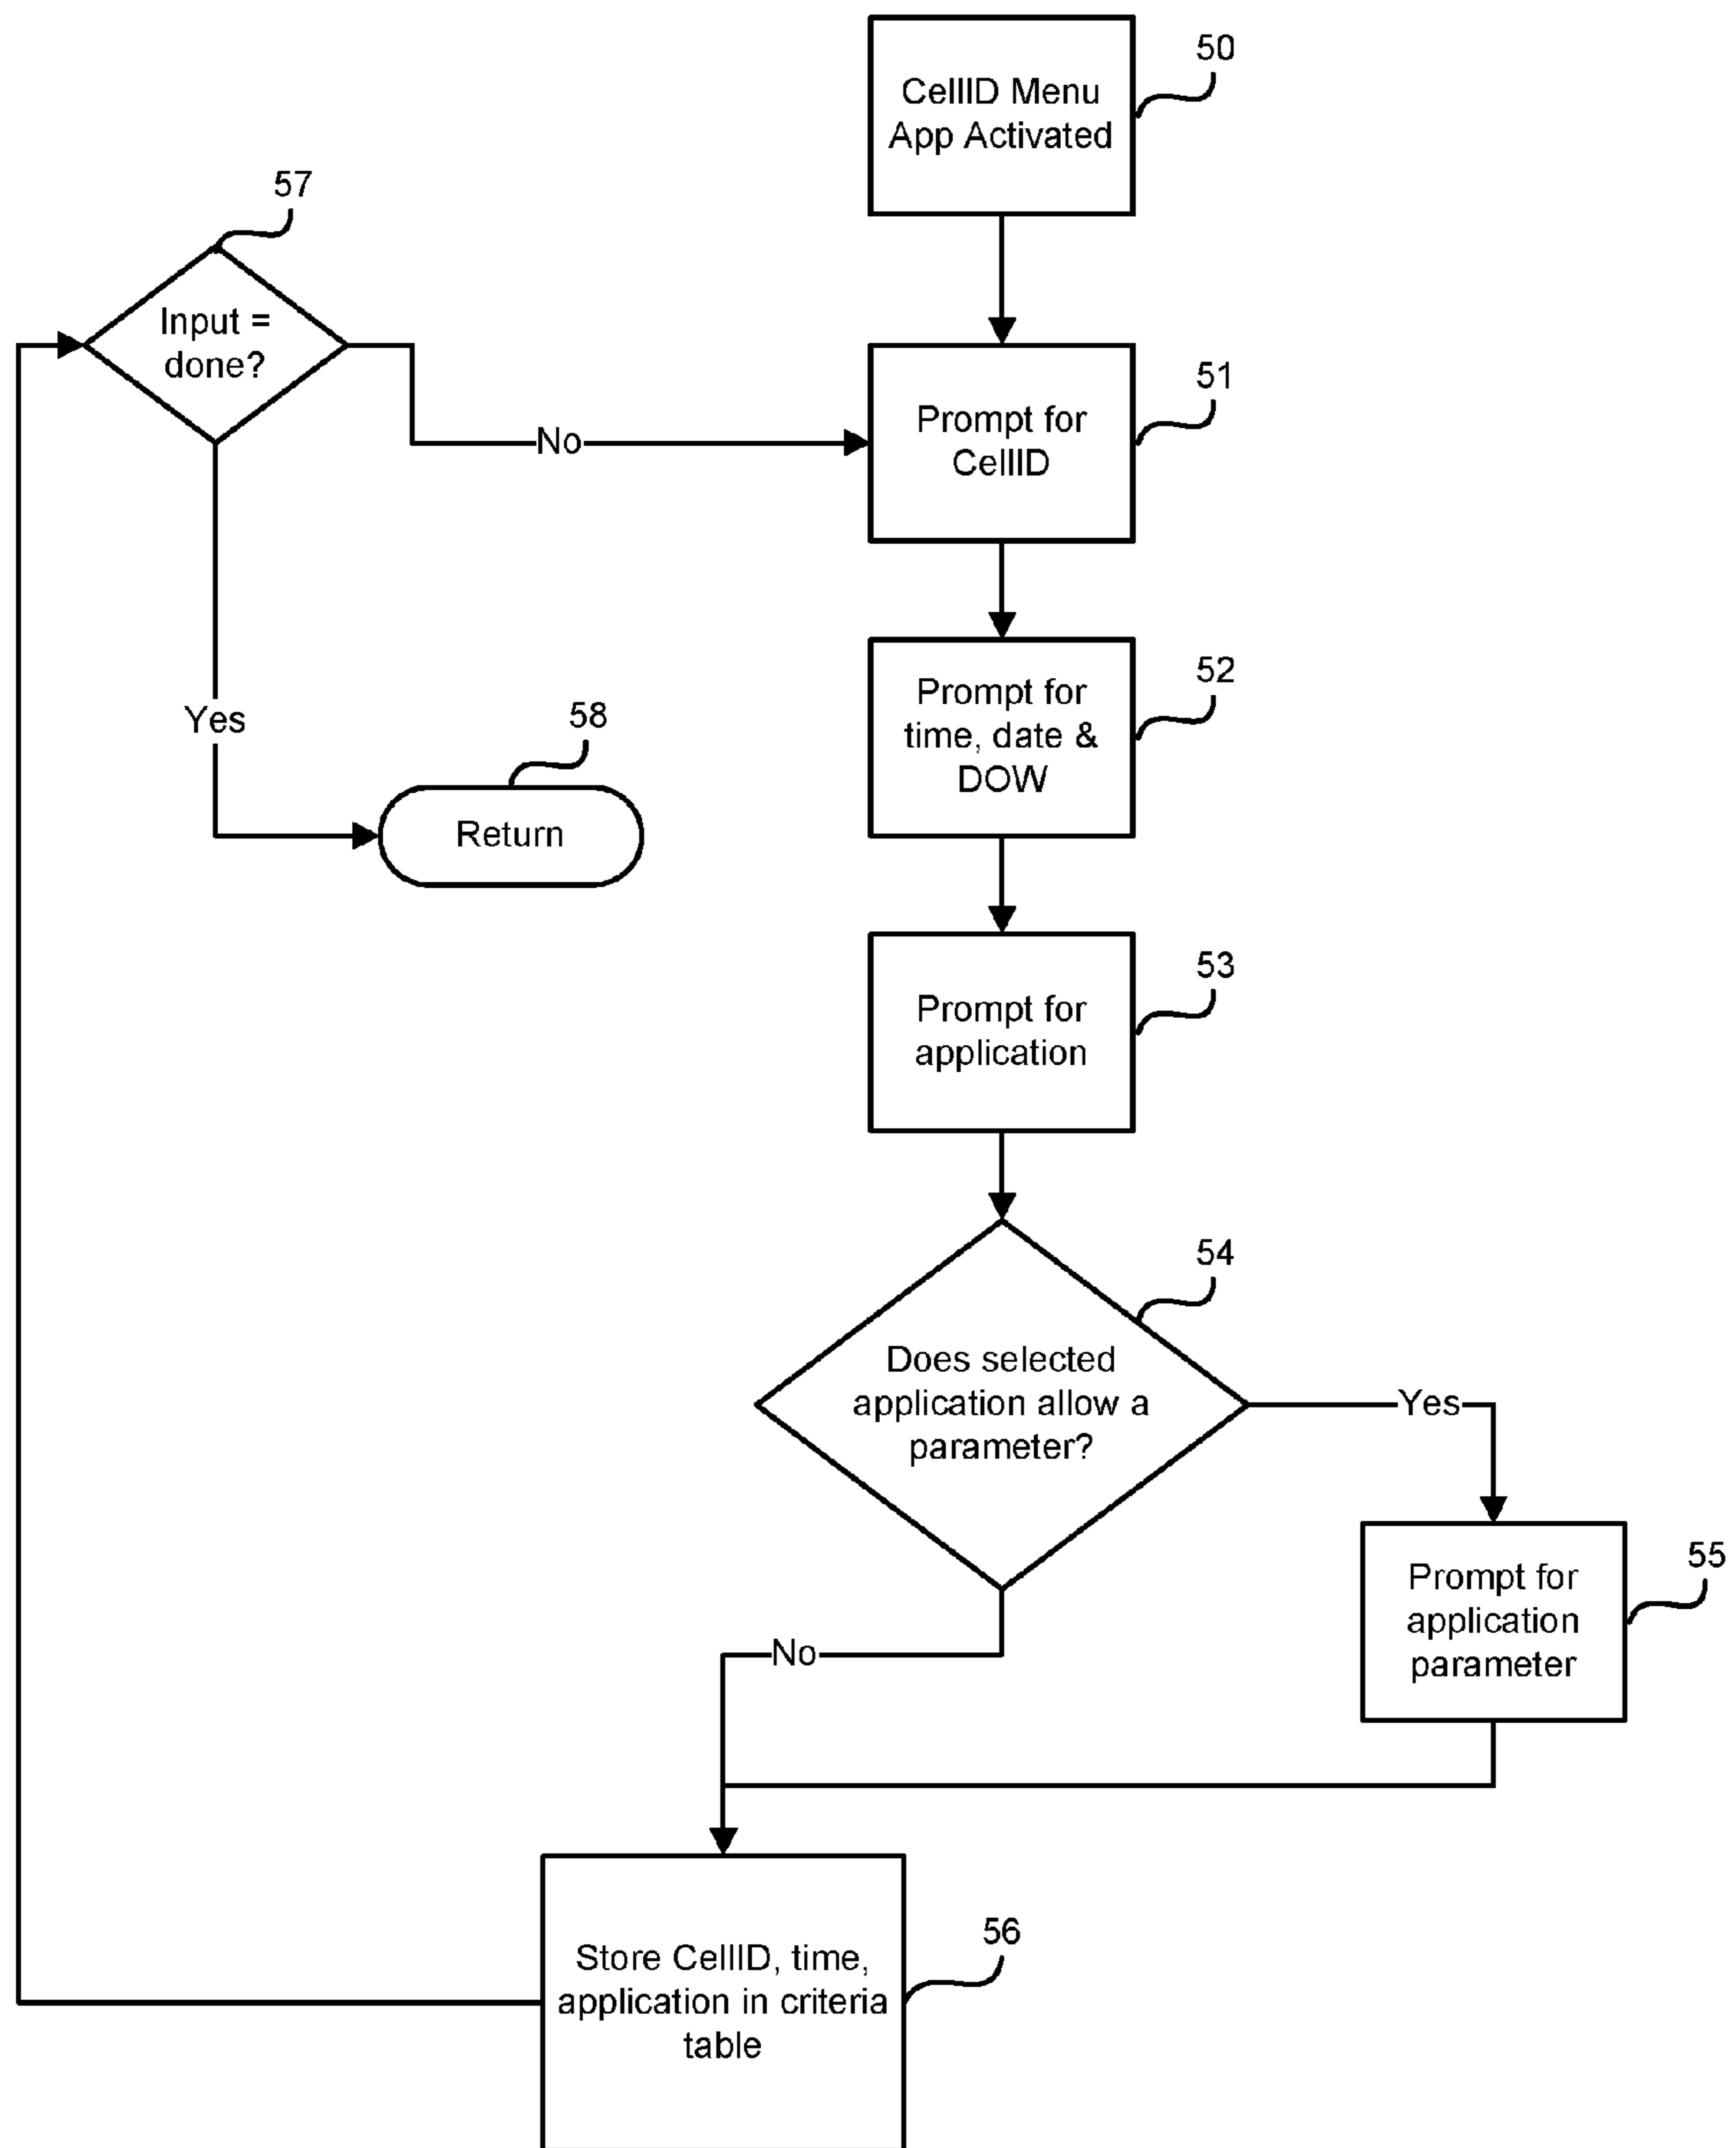 50
CellID Menu
App Activated
57
Input =
done?
51
Prompt for
CellID
No
52
Prompt for
time, date &
DOW
Yes
58
Return
53
Prompt for
application
54
Does selected
application allow a
parameter?
Yes
55
Prompt for
application
parameter
No
56
Store CellID, time,
application in criteria
table